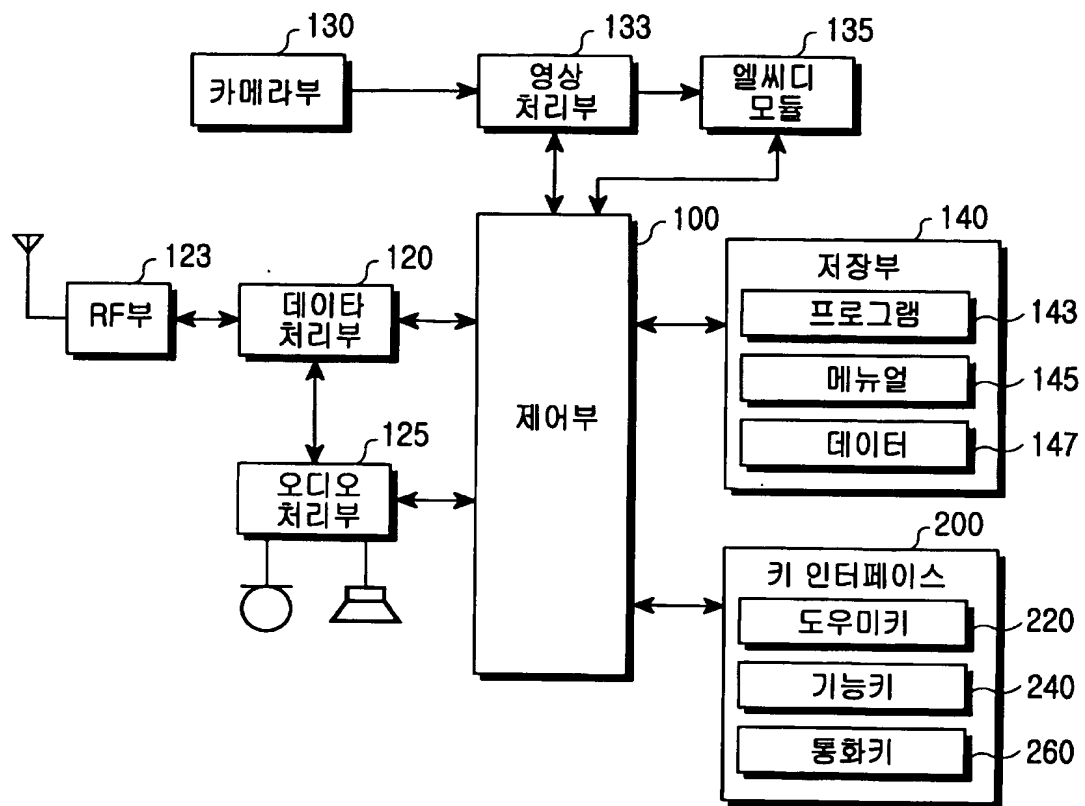 130
카메라부
133
영상
처리부
135
엘씨디
모듈
100
제어부
123
RF부
120
데이타
처리부
125
오디오
처리부
140
저장부
프로그램
143
메뉴얼
145
데이터
147
200
키 인터페이스
도우미키
220
기능키
240
통화키
260